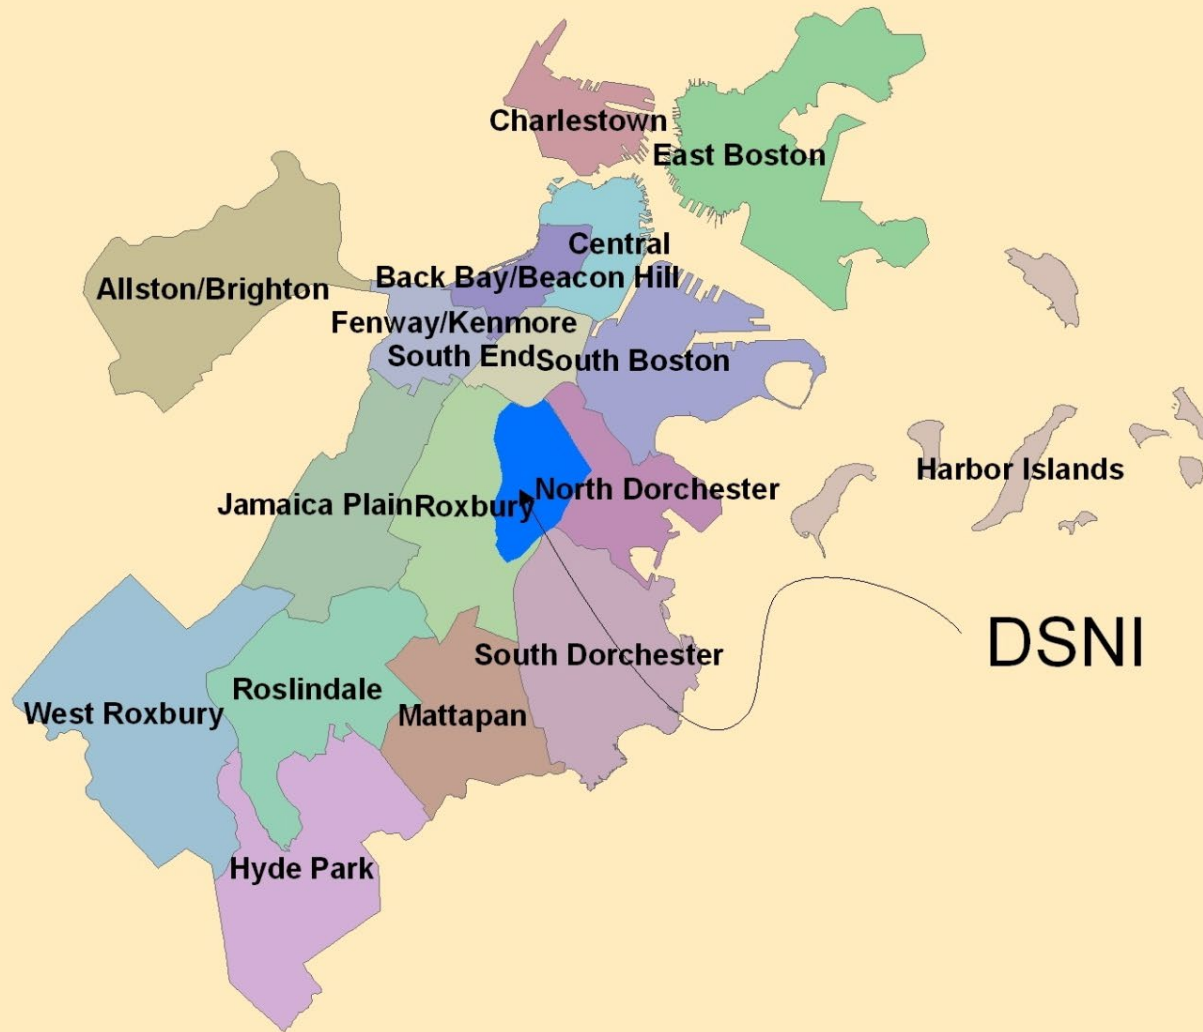 Charlestown
East Boston
Central
Allston/Brighton
Back Bay/Beacon Hill
Fenway/Kenmore
South End
South Boston
Harbor Islands
Jamaica Plain
Roxbury
North Dorchester
DSNI
South Dorchester
Roslindale
West Roxbury
Mattapan
Hyde Park